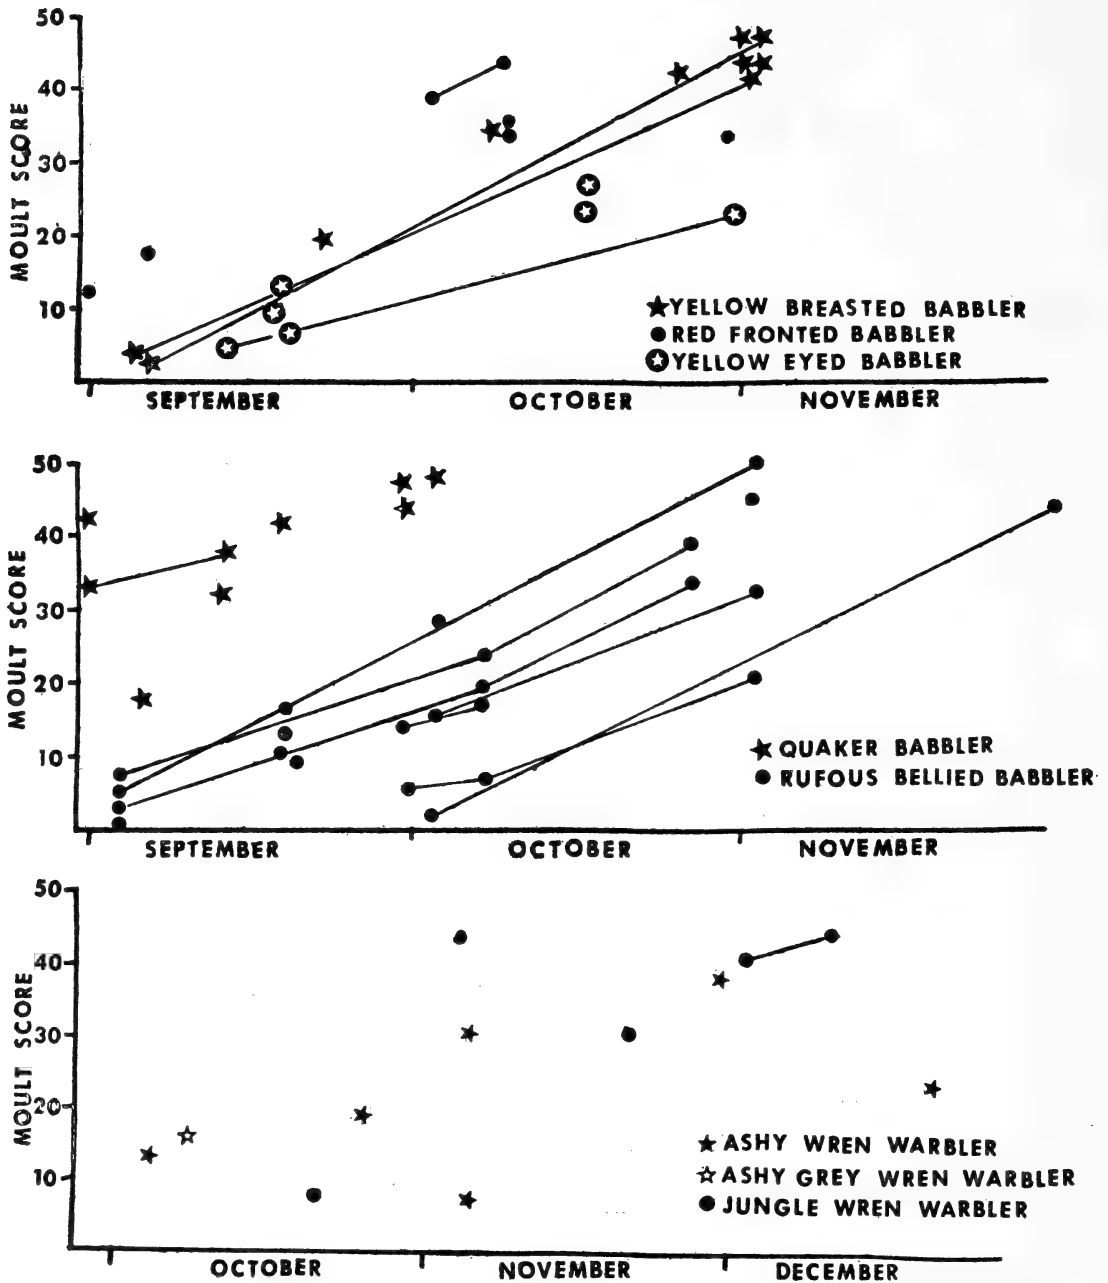 50
40
30
20
10
MOULT SCORE
★ YELLOW BREASTED BABBLER
● RED FRONTED BABBLER
✪ YELLOW EYED BABBLER
SEPTEMBER OCTOBER NOVEMBER
50
40
30
20
10
MOULT SCORE
★ QUAKER BABBLER
● RUFOUS BELLIED BABBLER
SEPTEMBER OCTOBER NOVEMBER
50
40
30
20
10
MOULT SCORE
★ ASHY WREN WARBLER
☆ ASHY GREY WREN WARBLER
● JUNGLE WREN WARBLER
OCTOBER NOVEMBER DECEMBER